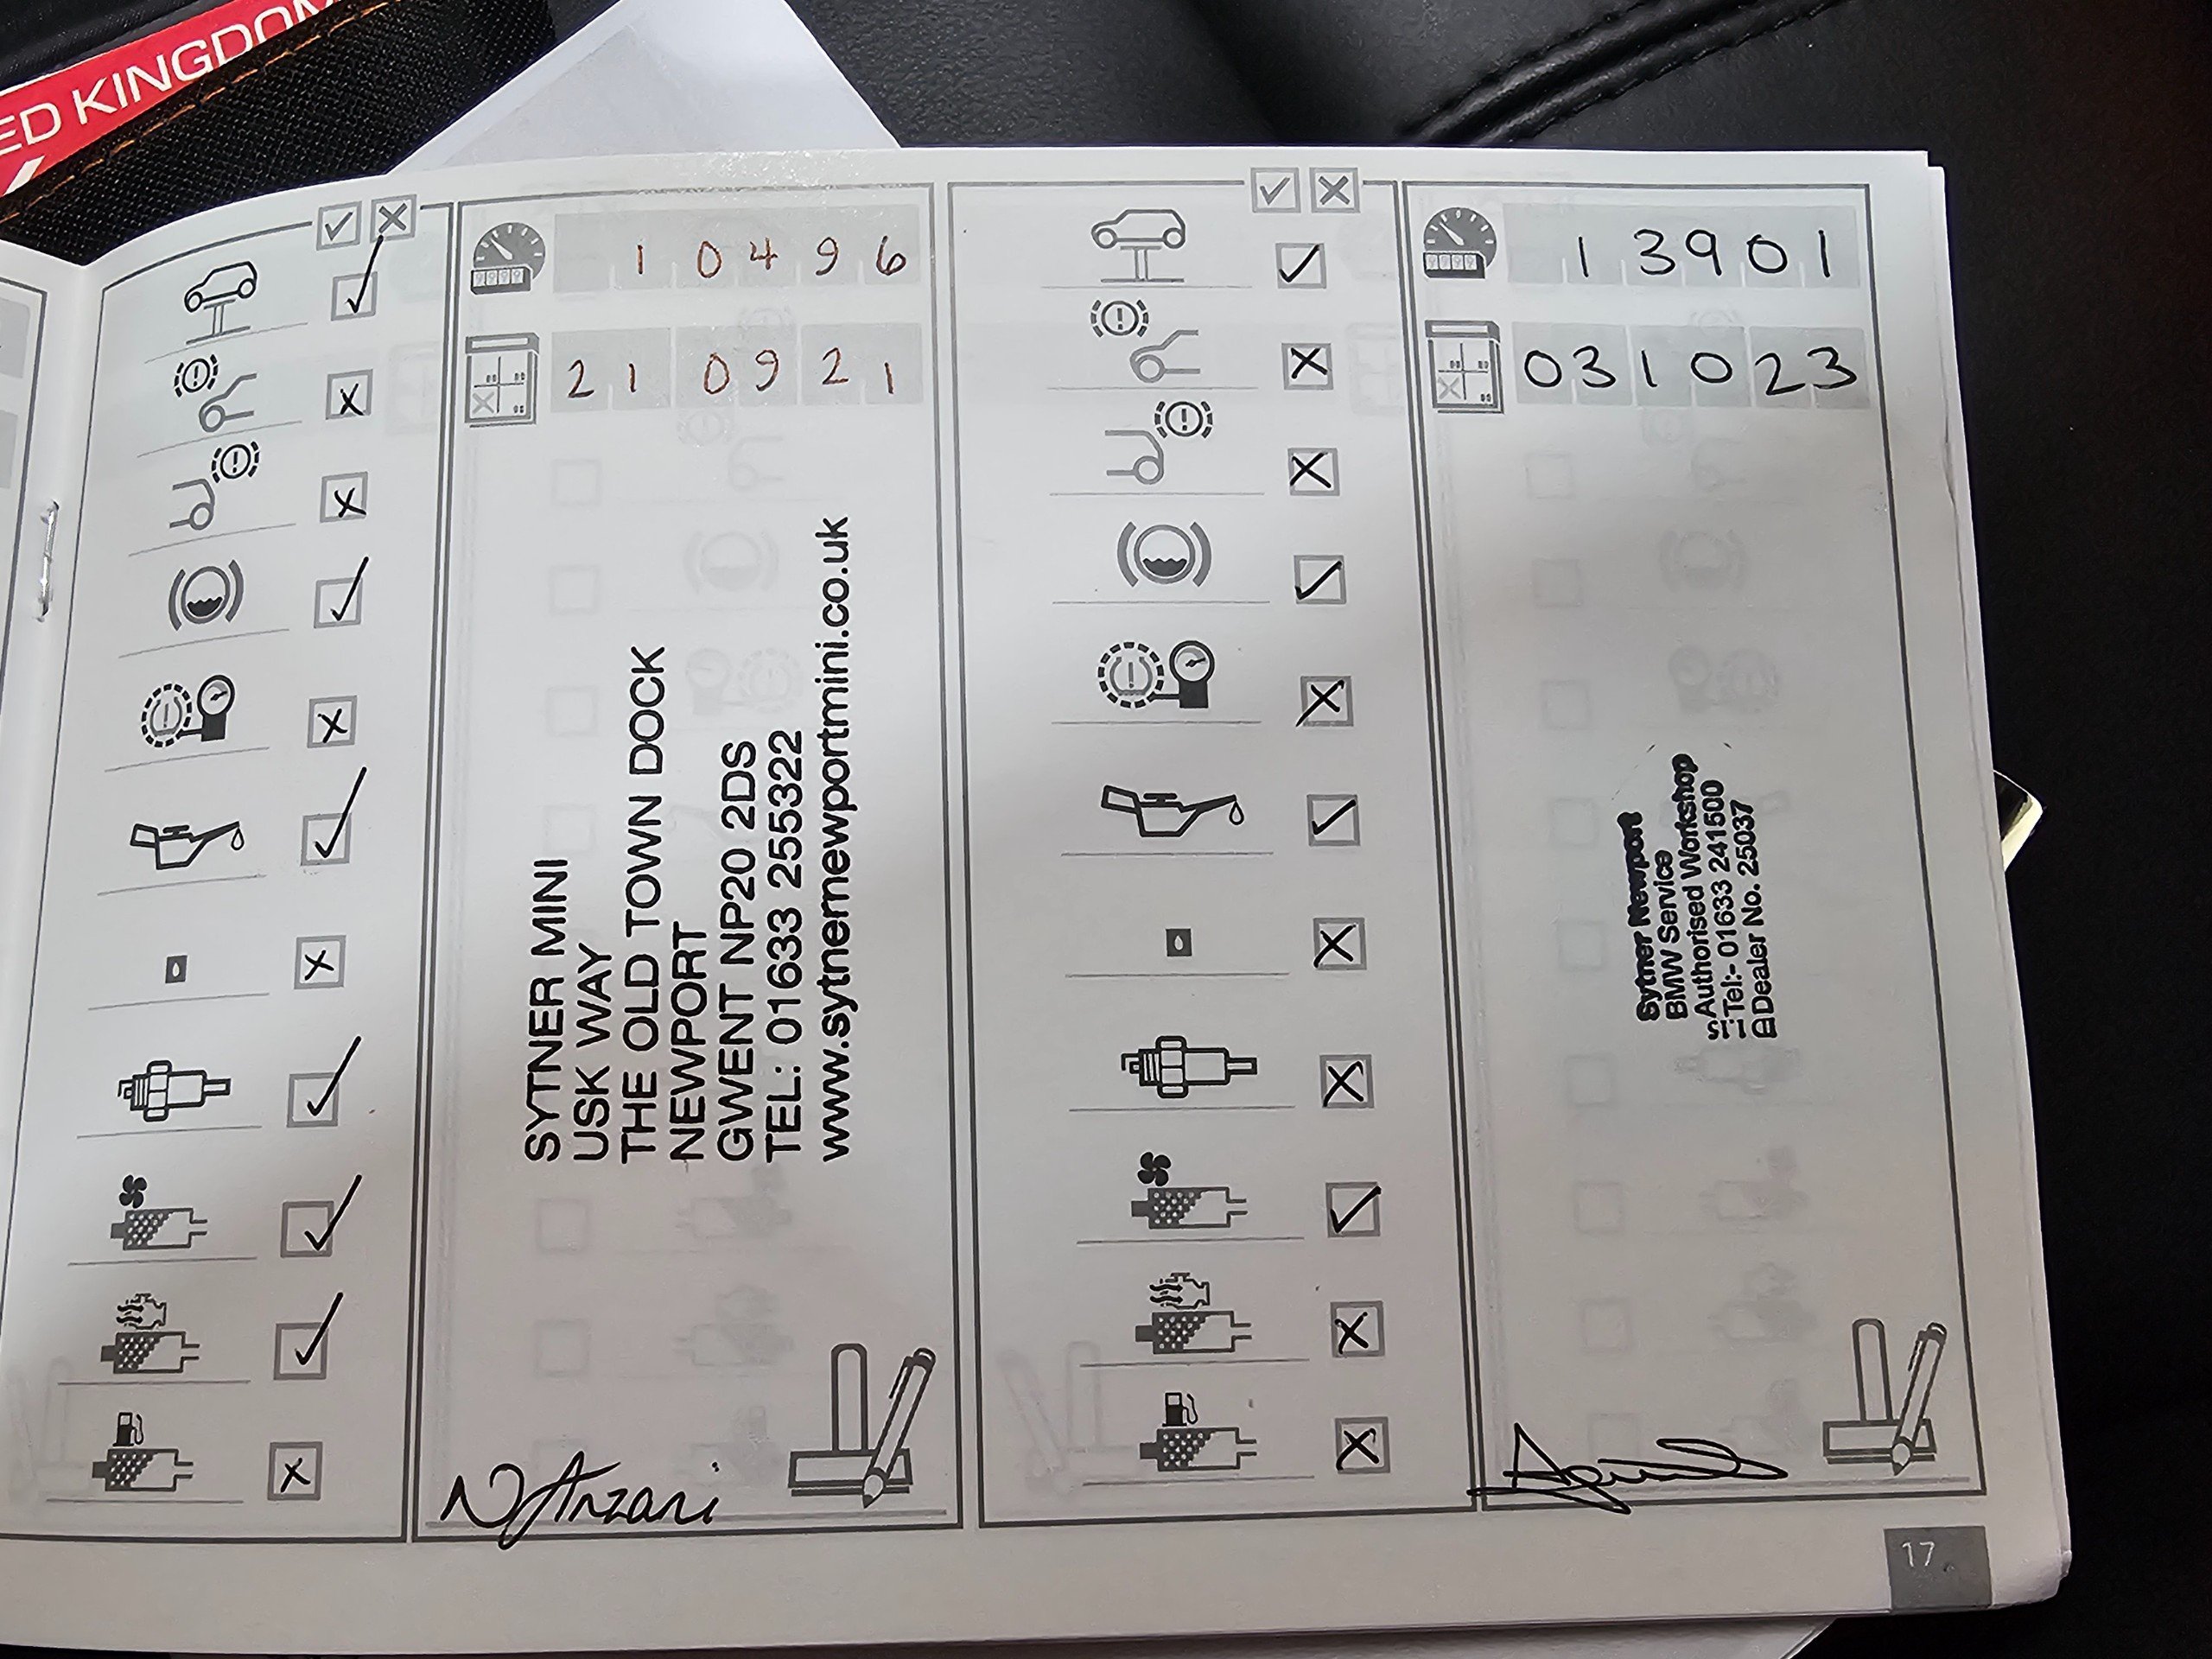 ED KINGDOM
10496
210921
SYTNER MINI
USK WAY
THE OLD TOWN DOCK
NEWPORT
GWENT NP20 2DS
TEL: 01633 255322
www.sytnernewportmini.co.uk
N Anzani
13901
031023
Sytner Newport
BMW Service
Authorised Workshop
Tel:- 01633 241500
Dealer No. 25037
17